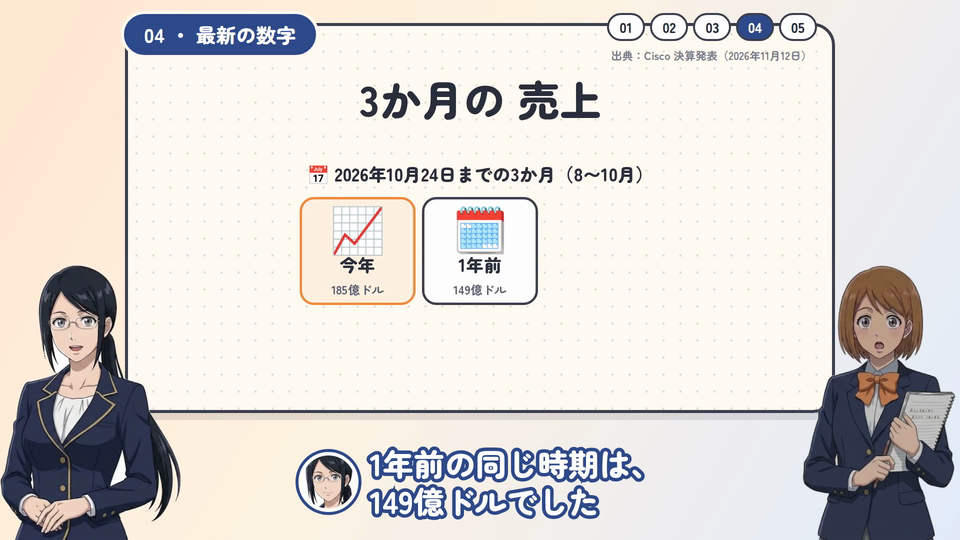 04 ・ 最新の数字
01 02 03 04 05
出典：Cisco 決算発表（2026年11月12日）
3か月の 売上
July 17 2026年10月24日までの3か月（8〜10月）
今年
185億ドル
1年前
149億ドル
1年前の同じ時期は、
149億ドルでした